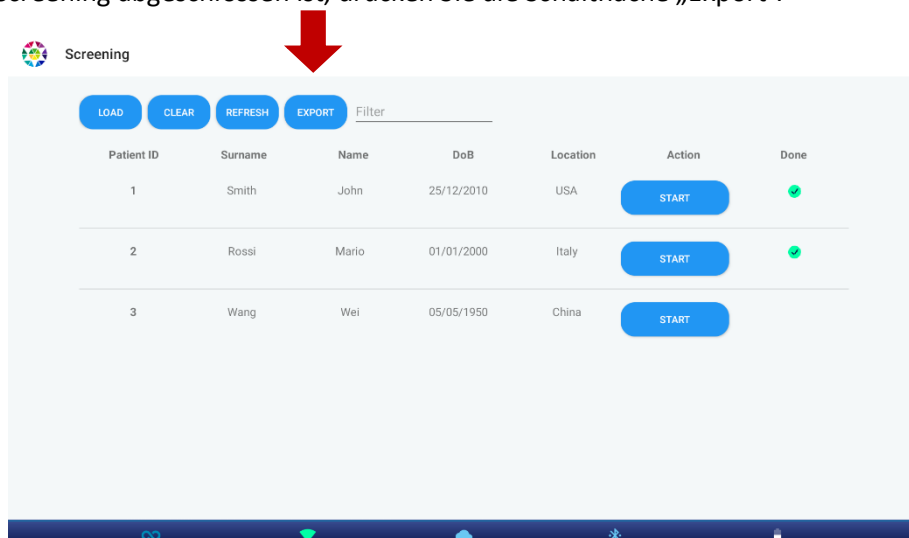 Screening abgeschlossen ist, drücken Sie die Schaltfläche „Export“.
Screening
LOAD CLEAR REFRESH EXPORT Filter
Patient ID Surname Name DoB Location Action Done
1 Smith John 25/12/2010 USA START
2 Rossi Mario 01/01/2000 Italy START
3 Wang Wei 05/05/1950 China START